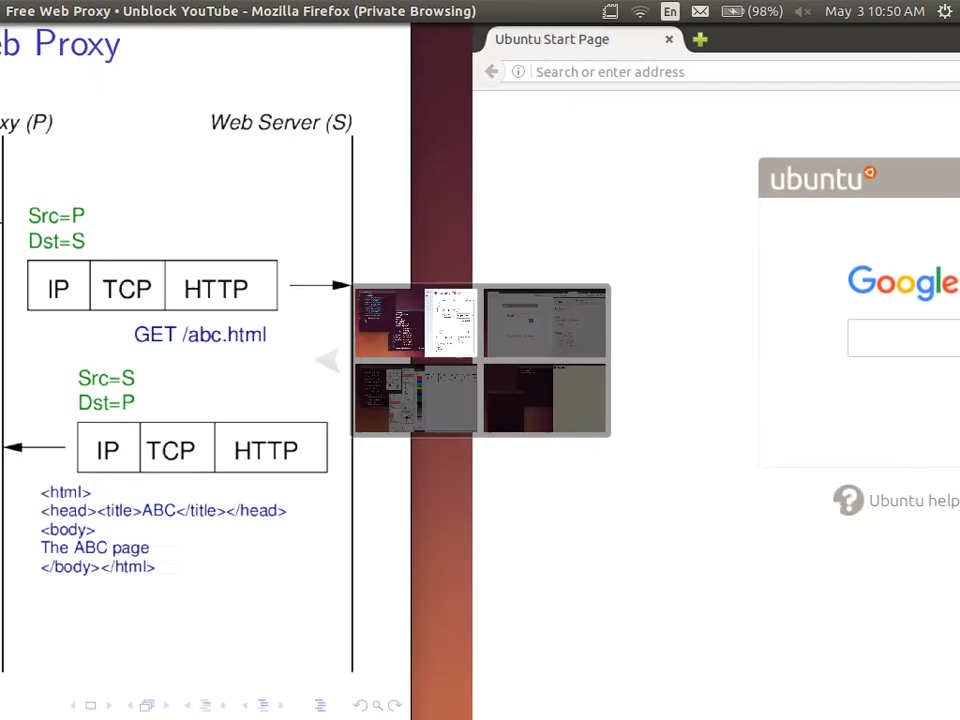 Free Web Proxy • Unblock YouTube - Mozilla Firefox (Private Browsing)
En
(98%)
May 3 10:50 AM
eb Proxy
Ubuntu Start Page
Search or enter address
xy (P)
Web Server (S)
ubuntu
Src=P
Dst=S
IP TCP HTTP
Google
GET /abc.html
Src=S
Dst=P
IP TCP HTTP
<html>
<head><title>ABC</title></head>
<body>
The ABC page
</body></html>
Ubuntu help